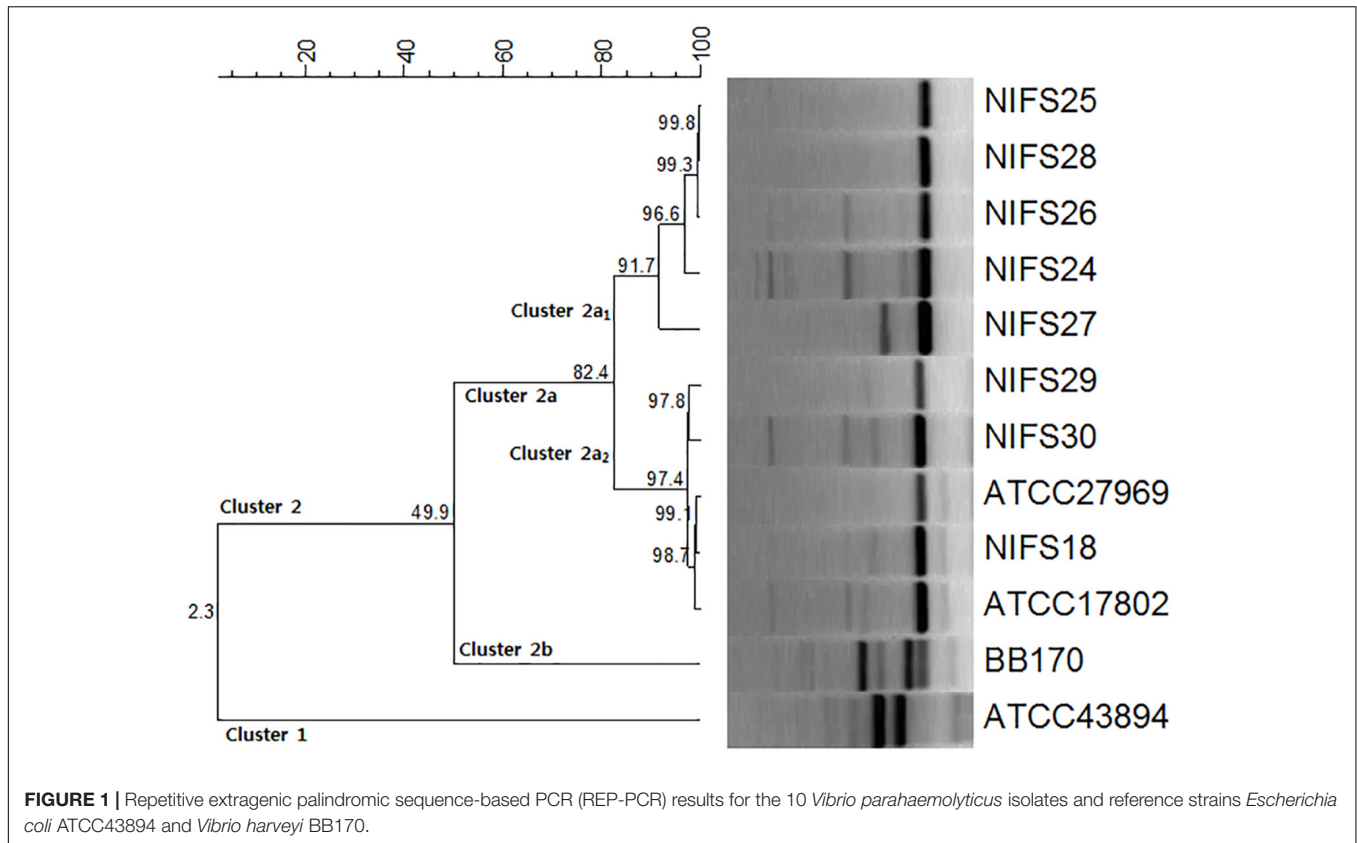 20
40
60
80
100
99.8
99.3
96.6
91.7
Cluster 2a₁
82.4
Cluster 2a
97.8
Cluster 2a₂
97.4
Cluster 2
49.9
99.1
98.7
2.3
Cluster 2b
Cluster 1
NIFS25
NIFS28
NIFS26
NIFS24
NIFS27
NIFS29
NIFS30
ATCC27969
NIFS18
ATCC17802
BB170
ATCC43894
FIGURE 1 | Repetitive extragenic palindromic sequence-based PCR (REP-PCR) results for the 10 Vibrio parahaemolyticus isolates and reference strains Escherichia
coli ATCC43894 and Vibrio harveyi BB170.